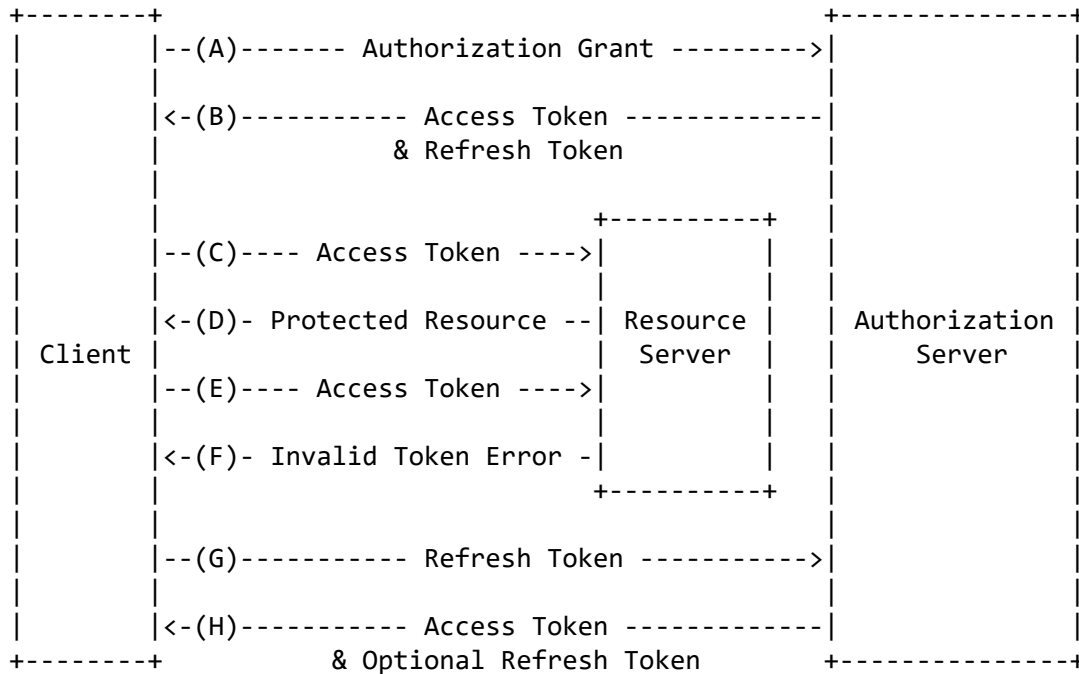 (A) Authorization Grant
(B) Access Token
& Refresh Token
(C) Access Token
(D) Protected Resource Resource Authorization
Client Server Server
(E) Access Token
(F) Invalid Token Error
(G) Refresh Token
(H) Access Token
& Optional Refresh Token